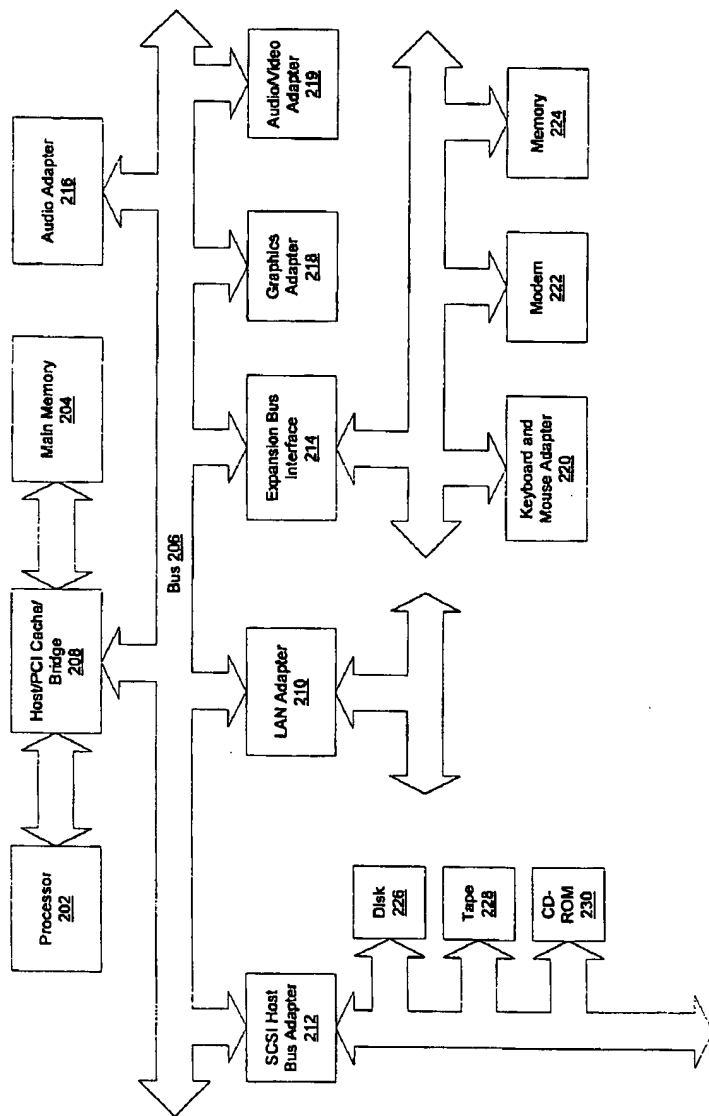 Processor
202
Host/PCI Cache/
Bridge
208
Main Memory
204
Audio Adapter
216
Bus 206
SCSI Host
Bus Adapter
212
LAN Adapter
210
Expansion Bus
Interface
214
Graphics
Adapter
218
Audio/Video
Adapter
219
Disk
226
Tape
228
CD-
ROM
230
Keyboard and
Mouse Adapter
220
Modem
222
Memory
224